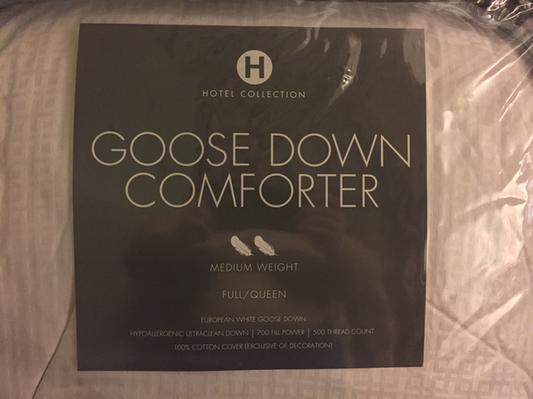 H
HOTEL COLLECTION
GOOSE DOWN
COMFORTER
MEDIUM WEIGHT
FULL/QUEEN
EUROPEAN WHITE GOOSE DOWN
HYPOALLERGENIC ULTRACLEAN DOWN | 700 FILL POWER | 500 THREAD COUNT
100% COTTON COVER (EXCLUSIVE OF DECORATION)